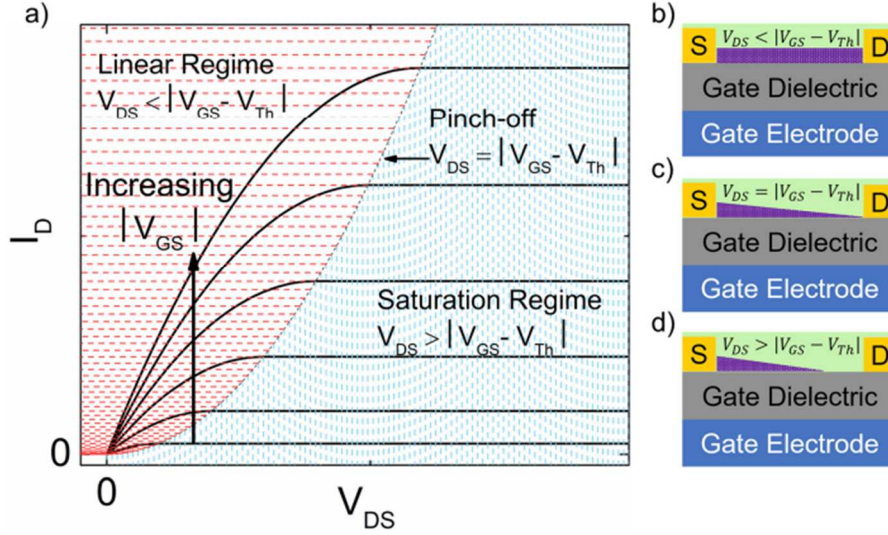 a)
Linear Regime
V_DS < |V_GS - V_Th|
Pinch-off
V_DS = |V_GS - V_Th|
Increasing
|V_GS|
Saturation Regime
V_DS > |V_GS - V_Th|
I_D
0
0
V_DS
b)
S V_DS < |V_GS − V_Th| D
Gate Dielectric
Gate Electrode
c)
S V_DS = |V_GS − V_Th| D
Gate Dielectric
Gate Electrode
d)
S V_DS > |V_GS − V_Th| D
Gate Dielectric
Gate Electrode